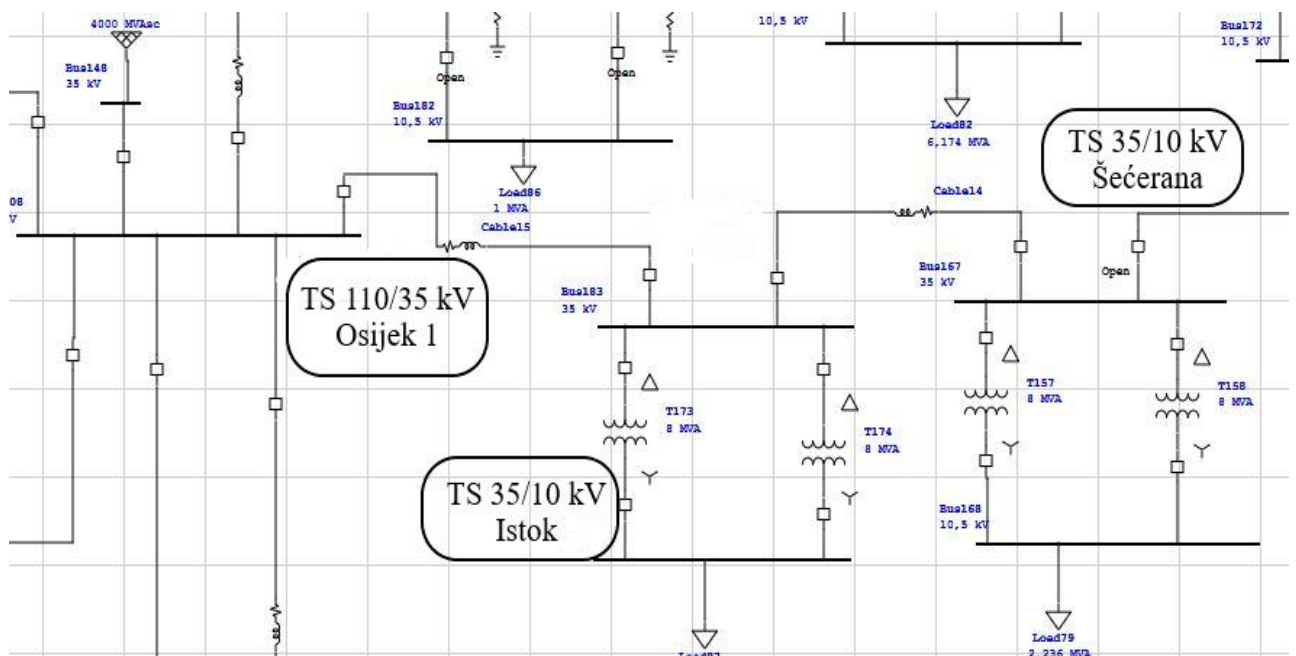 4000 MVAsc
Bus148
35 kV
Open
Open
Bus182
10,5 kV
Load86
1 MVA
Cable15
10,5 kV
Load82
6,174 MVA
Bus172
10,5 kV
TS 35/10 kV
Šećerana
Cable14
08
V
TS 110/35 kV
Osijek 1
Bus183
35 kV
Bus167
35 kV
Open
T173
8 MVA
T174
8 MVA
T157
8 MVA
T158
8 MVA
TS 35/10 kV
Istok
Bus168
10,5 kV
Load79
2,236 MVA